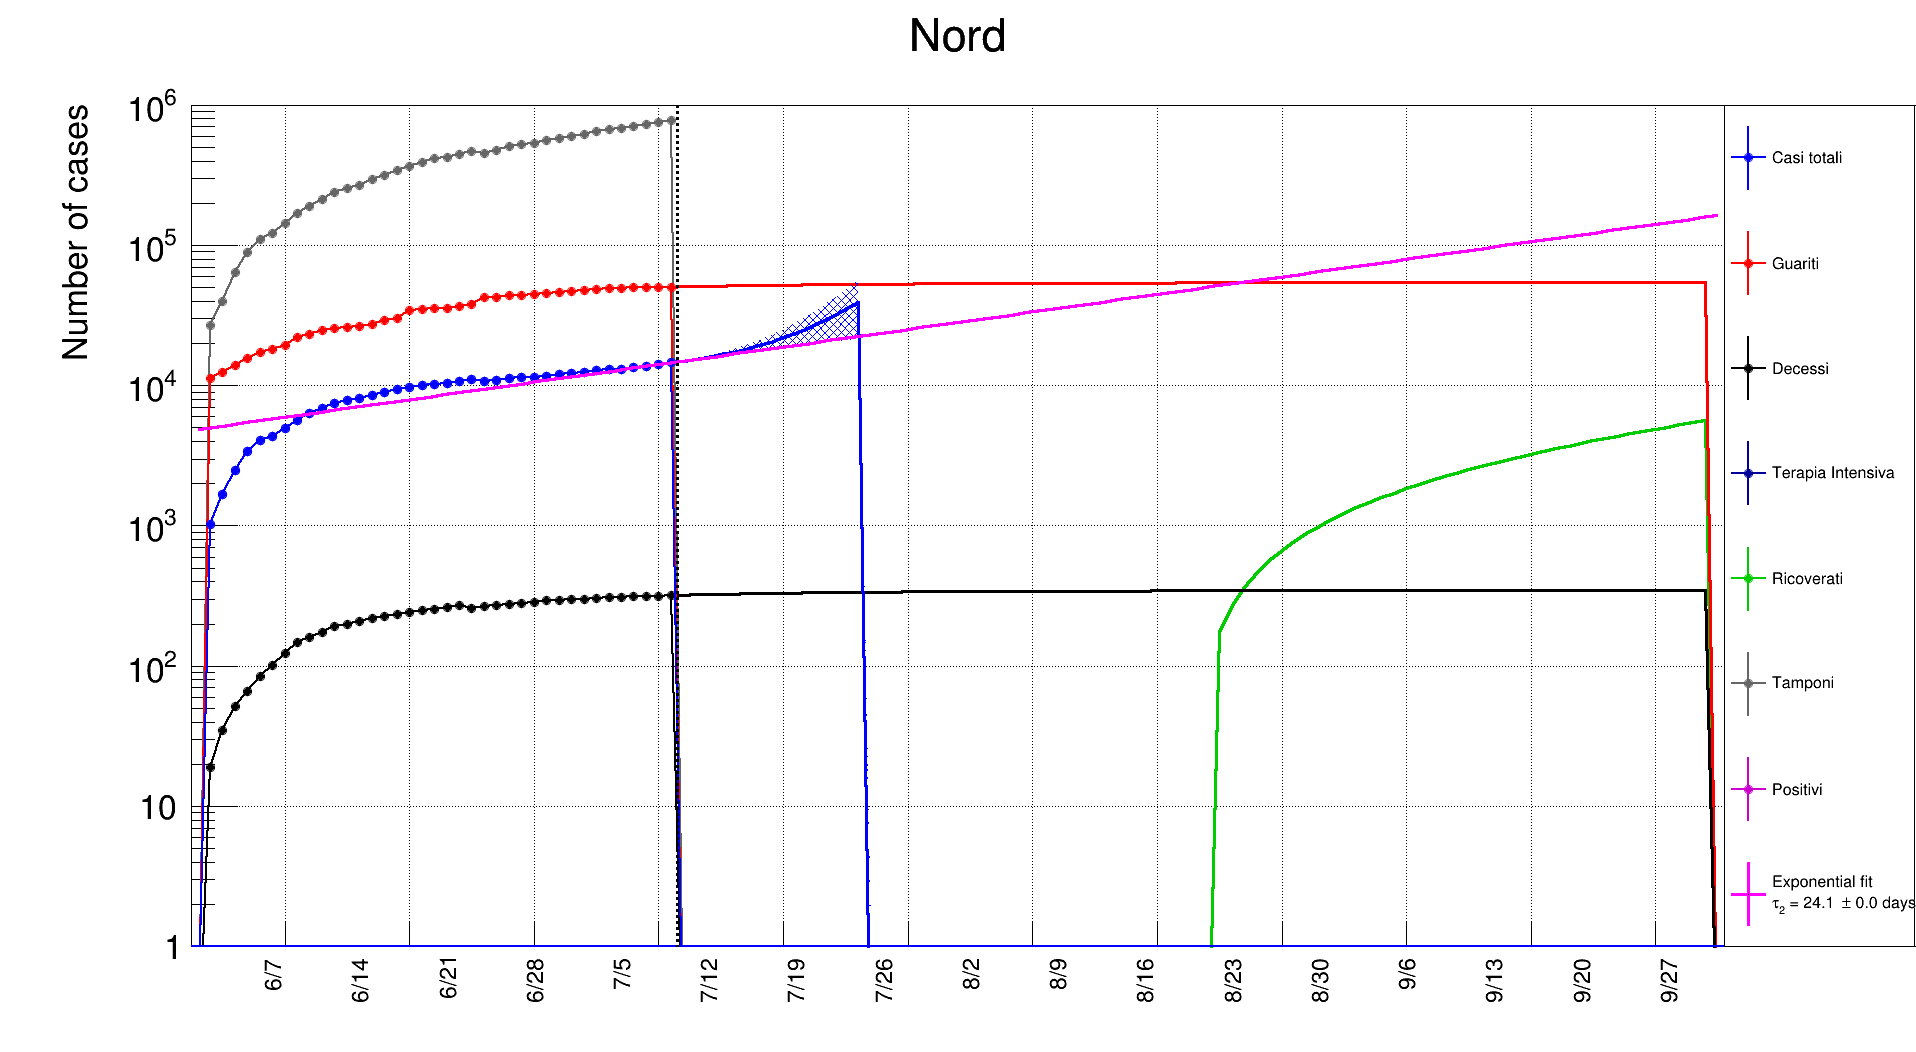 Nord
Number of cases
10^6
10^5
10^4
10^3
10^2
10
1
6/7
6/14
6/21
6/28
7/5
7/12
7/19
7/26
8/2
8/9
8/16
8/23
8/30
9/6
9/13
9/20
9/27
Casi totali
Guariti
Decessi
Terapia Intensiva
Ricoverati
Tamponi
Positivi
Exponential fit
τ_2 = 24.1 ± 0.0 days